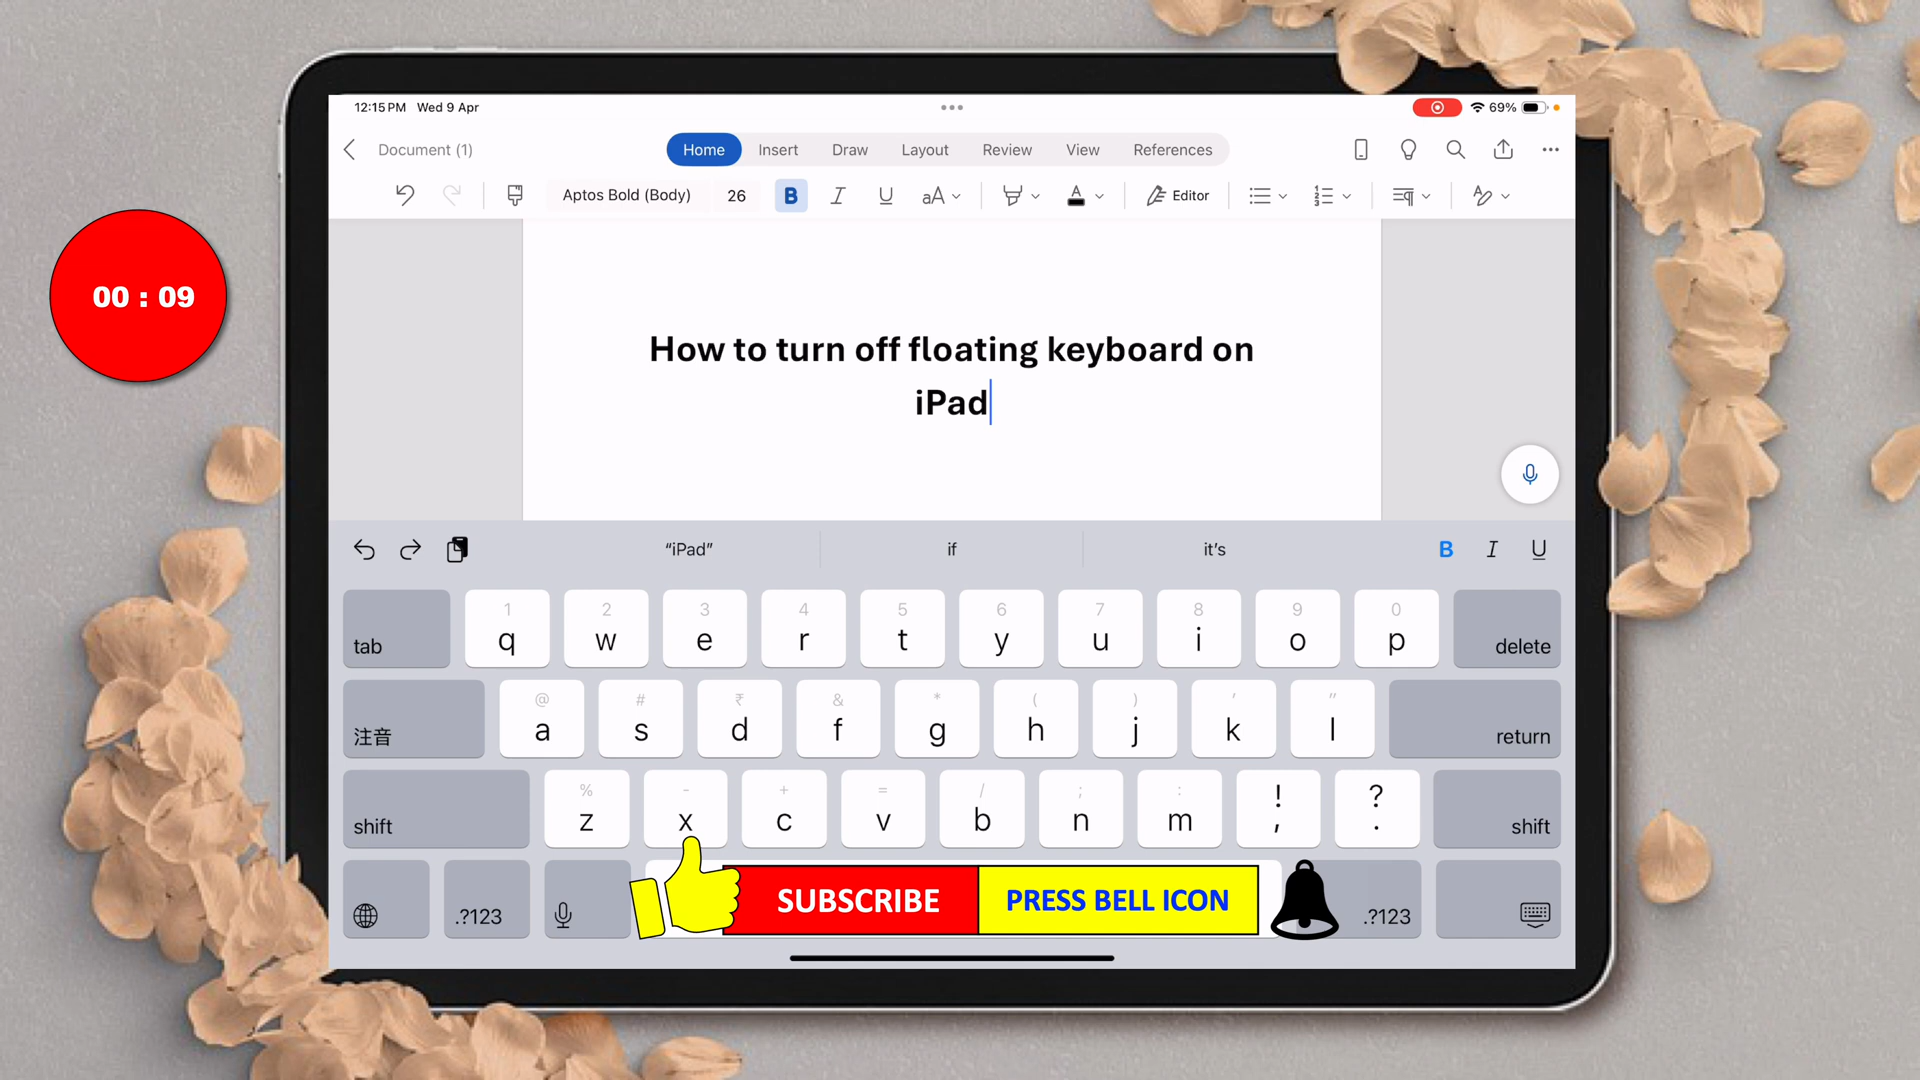 12:15 PM Wed 9 Apr
69%
Document (1)
Home Insert Draw Layout Review View References
Aptos Bold (Body) 26 B I U aA A Editor
00 : 09
How to turn off floating keyboard on
iPad
“iPad” if it's B I U
1 2 3 4 5 6 7 8 9 0
tab q w e r t y u i o p delete
@ # ₹ & * ( ) ' "
注音 a s d f g h j k l return
% - + = / ; : ! ?
shift z x c v b n m , . shift
.?123 SUBSCRIBE PRESS BELL ICON .?123